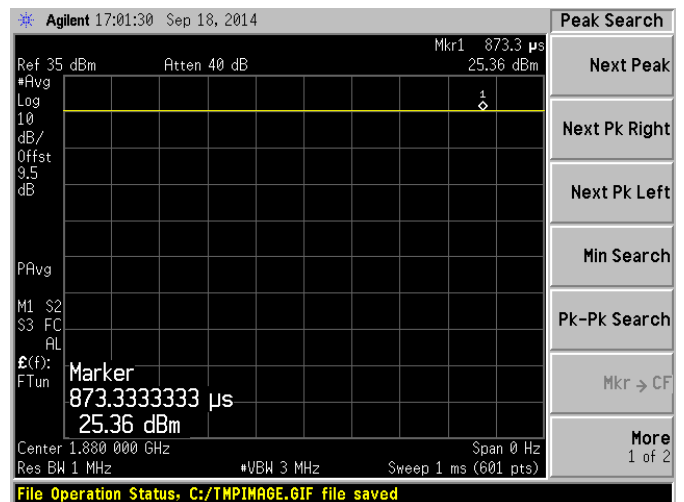 Agilent 17:01:30 Sep 18, 2014
Peak Search
Mkr1 873.3 µs
Ref 35 dBm Atten 40 dB 25.36 dBm
#Avg
Log
10
dB/
Offst
9.5
dB
1
PAvg
M1 S2
S3 FC
AL
£(f):
FTun
Marker
873.3333333 µs
25.36 dBm
Center 1.880 000 GHz Span 0 Hz
Res BW 1 MHz #VBW 3 MHz Sweep 1 ms (601 pts)
File Operation Status, C:/TMPIMAGE.GIF file saved
Next Peak
Next Pk Right
Next Pk Left
Min Search
Pk-Pk Search
Mkr → CF
More
1 of 2